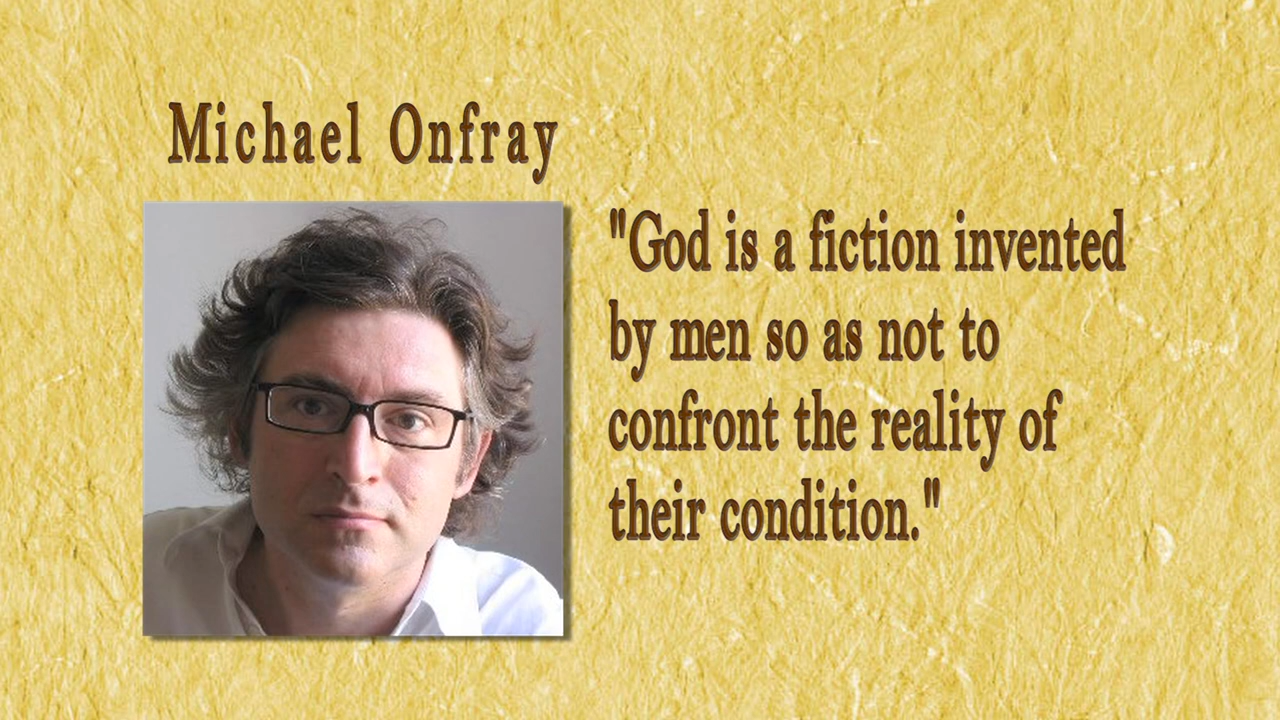 Michael Onfray
"God is a fiction invented
by men so as not to
confront the reality of
their condition."